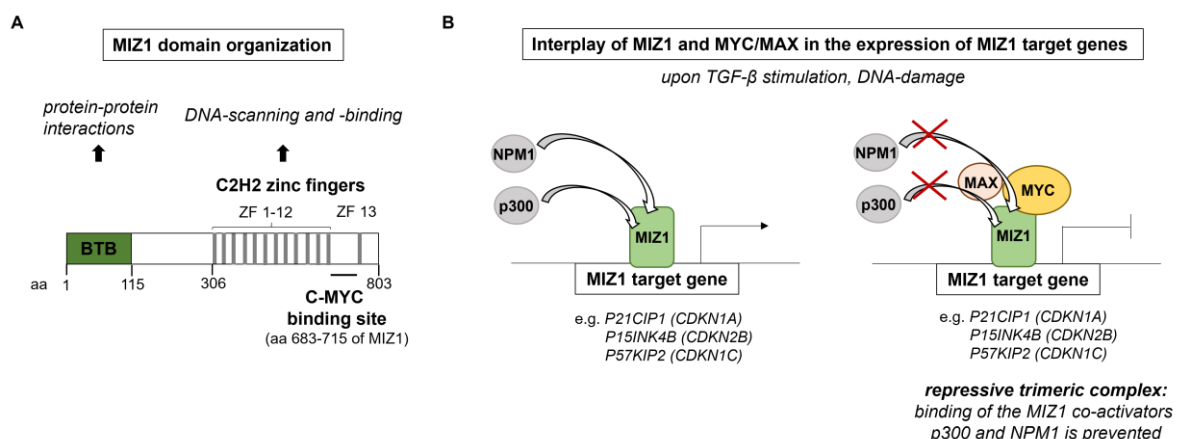 A
MIZ1 domain organization
protein-protein
interactions
DNA-scanning and -binding
C2H2 zinc fingers
ZF 1-12
ZF 13
BTB
aa
1
115
306
803
C-MYC
binding site
(aa 683-715 of MIZ1)
B
Interplay of MIZ1 and MYC/MAX in the expression of MIZ1 target genes
upon TGF-β stimulation, DNA-damage
NPM1
p300
MIZ1
MIZ1 target gene
e.g. P21CIP1 (CDKN1A)
P15INK4B (CDKN2B)
P57KIP2 (CDKN1C)
NPM1
p300
MAX
MYC
MIZ1
MIZ1 target gene
e.g. P21CIP1 (CDKN1A)
P15INK4B (CDKN2B)
P57KIP2 (CDKN1C)
repressive trimeric complex:
binding of the MIZ1 co-activators
p300 and NPM1 is prevented